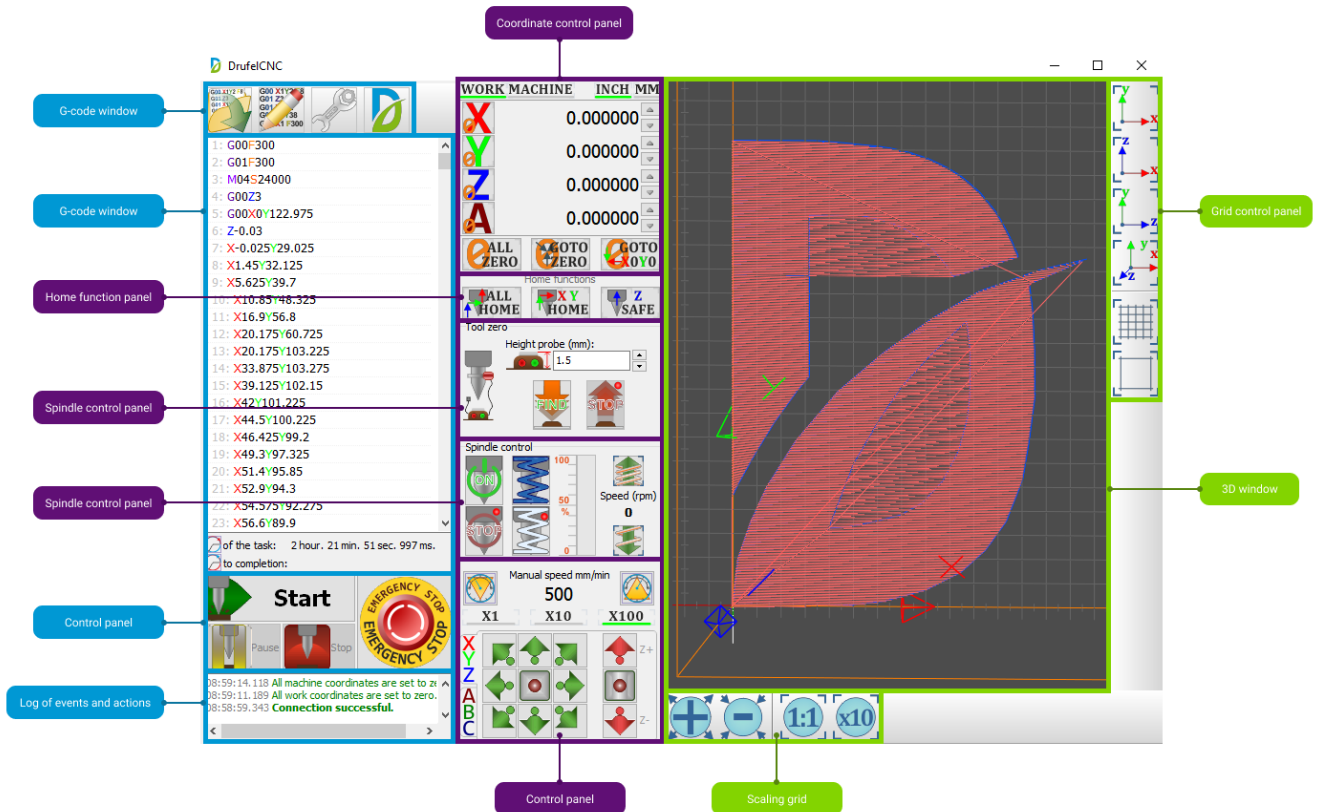 Coordinate control panel
DrufelCNC
G-code window
G-code window
Home function panel
Spindle control panel
Spindle control panel
Control panel
Log of events and actions
1: G00F300
2: G01F300
3: M04S24000
4: G00Z3
5: G00X0Y122.975
6: Z-0.03
7: X-0.025Y29.025
8: X1.45Y32.125
9: X5.625Y39.7
10: X10.85Y48.325
11: X16.9Y56.8
12: X20.175Y60.725
13: X20.175Y103.225
14: X33.875Y103.275
15: X39.125Y102.15
16: X42Y101.225
17: X44.5Y100.225
18: X46.425Y99.2
19: X49.3Y97.325
20: X51.4Y95.85
21: X52.9Y94.3
22: X54.575Y92.275
23: X56.6Y89.9
of the task: 2 hour. 21 min. 51 sec. 997 ms.
to completion:
Start
Pause
Stop
EMERGENCY STOP
EMERGENCY STOP
08:59:14.118 All machine coordinates are set to ze
08:59:11.189 All work coordinates are set to zero.
08:58:59.343 Connection successful.
WORK MACHINE INCH MM
X 0.000000
Y 0.000000
Z 0.000000
A 0.000000
ALL ZERO
GOTO ZERO
GOTO X0Y0
Home functions
ALL HOME
X Y HOME
Z SAFE
Tool zero
Height probe (mm):
1.5
FIND
STOP
Spindle control
ON
STOP
100
50
%
0
Speed (rpm)
0
Manual speed mm/min
500
X1 X10 X100
X
Y
Z
A
B
C
Z+
Z-
Control panel
Y
X
y
x
z
x
y
z
y
x
z
Grid control panel
3D window
1:1
x10
Scaling grid